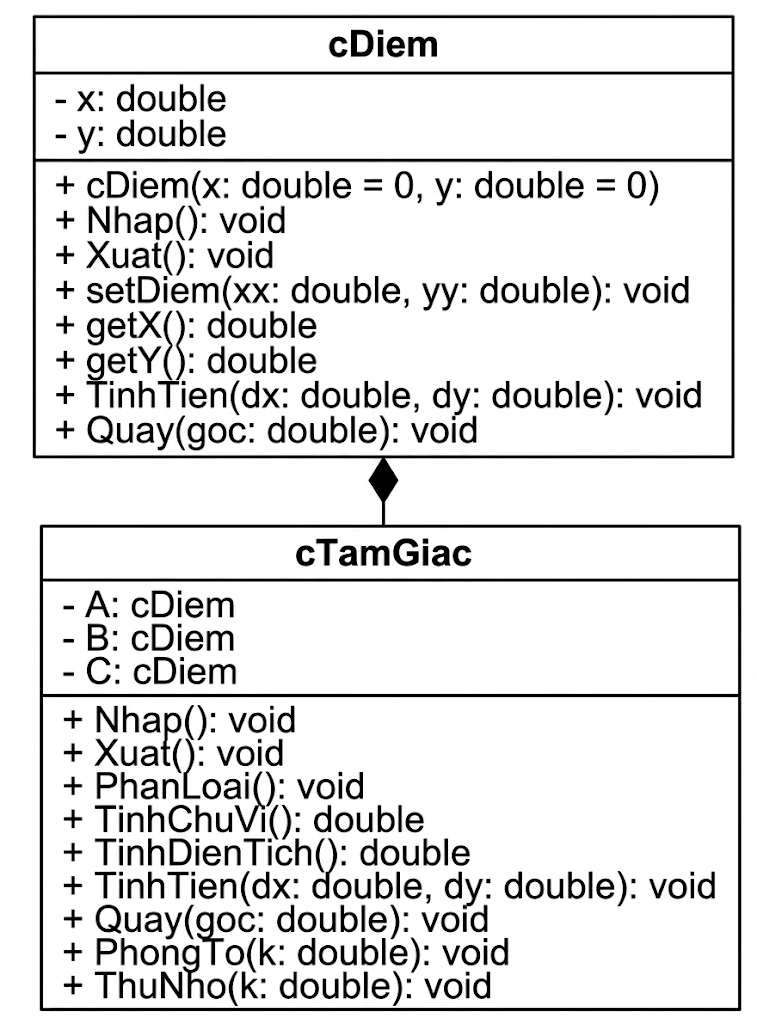 cDiem
- x: double
- y: double
+ cDiem(x: double = 0, y: double = 0)
+ Nhap(): void
+ Xuat(): void
+ setDiem(xx: double, yy: double): void
+ getX(): double
+ getY(): double
+ TinhTien(dx: double, dy: double): void
+ Quay(goc: double): void
cTamGiac
- A: cDiem
- B: cDiem
- C: cDiem
+ Nhap(): void
+ Xuat(): void
+ PhanLoai(): void
+ TinhChuVi(): double
+ TinhDienTich(): double
+ TinhTien(dx: double, dy: double): void
+ Quay(goc: double): void
+ PhongTo(k: double): void
+ ThuNho(k: double): void